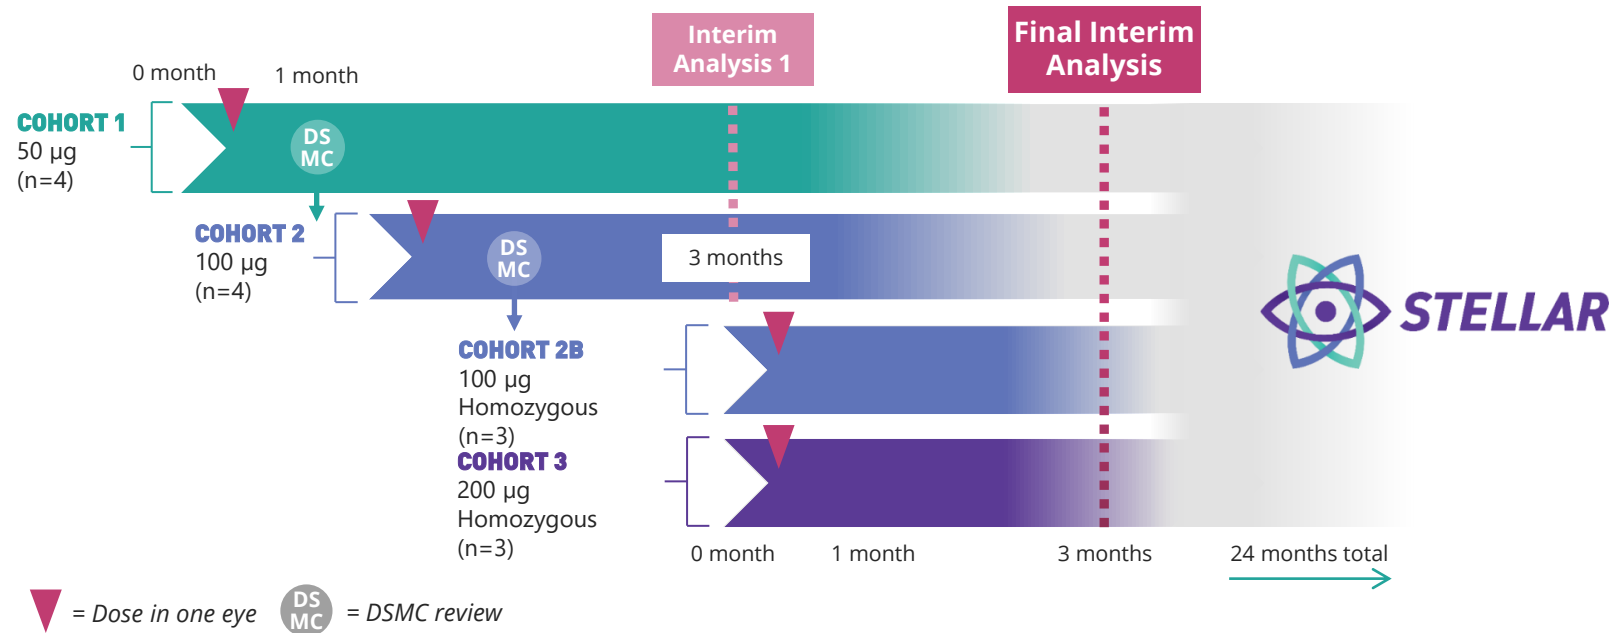 Interim
Analysis 1
Final Interim
Analysis
0 month
1 month
COHORT 1
50 µg
(n=4)
DS
MC
COHORT 2
100 µg
(n=4)
DS
MC
3 months
COHORT 2B
100 µg
Homozygous
(n=3)
COHORT 3
200 µg
Homozygous
(n=3)
STELLAR
0 month
1 month
3 months
24 months total
= Dose in one eye
DS
MC
= DSMC review